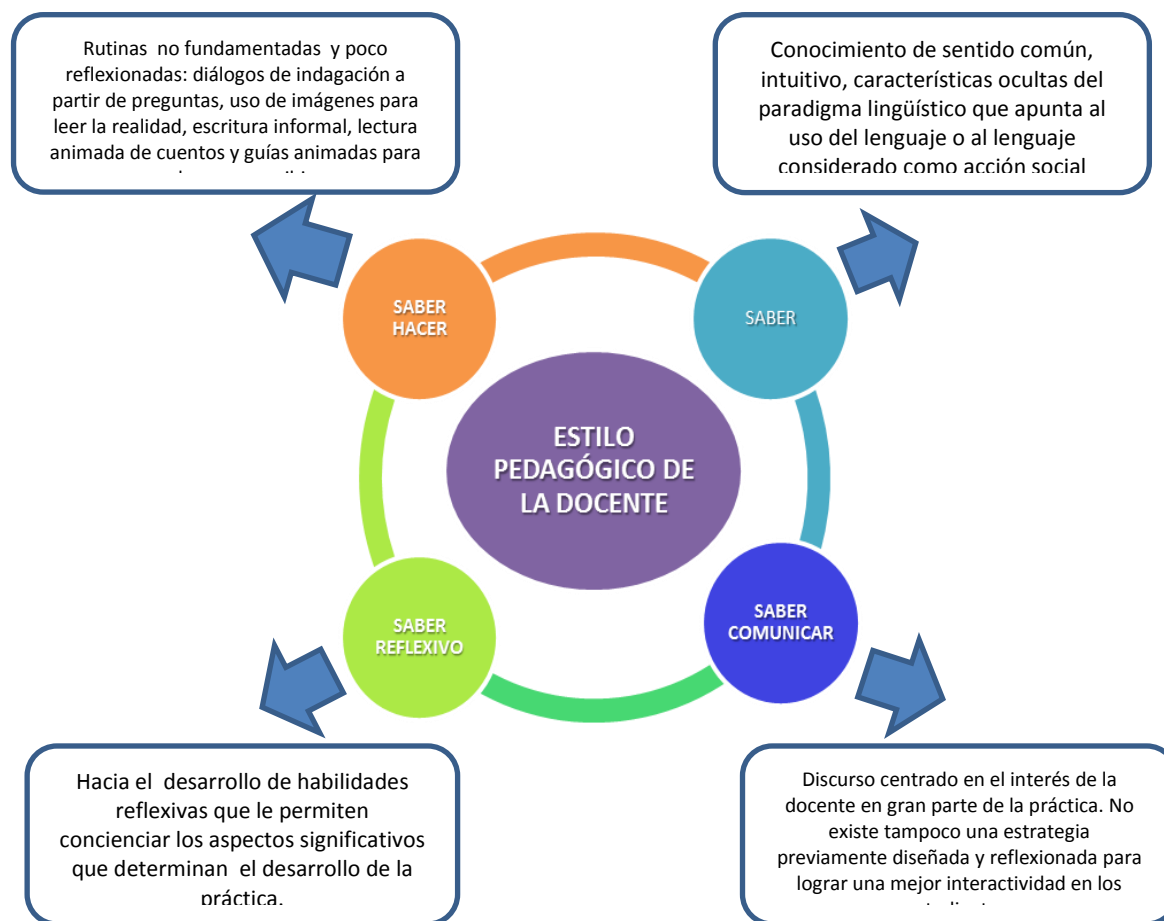 Rutinas no fundamentadas y poco
reflexionadas: diálogos de indagación a
partir de preguntas, uso de imágenes para
leer la realidad, escritura informal, lectura
animada de cuentos y guías animadas para
Conocimiento de sentido común,
intuitivo, características ocultas del
paradigma lingüístico que apunta al
uso del lenguaje o al lenguaje
considerado como acción social
SABER
HACER
SABER
ESTILO
PEDAGÓGICO DE
LA DOCENTE
SABER
REFLEXIVO
SABER
COMUNICAR
Hacia el desarrollo de habilidades
reflexivas que le permiten
concienciar los aspectos significativos
que determinan el desarrollo de la
práctica.
Discurso centrado en el interés de la
docente en gran parte de la práctica. No
existe tampoco una estrategia
previamente diseñada y reflexionada para
lograr una mejor interactividad en los